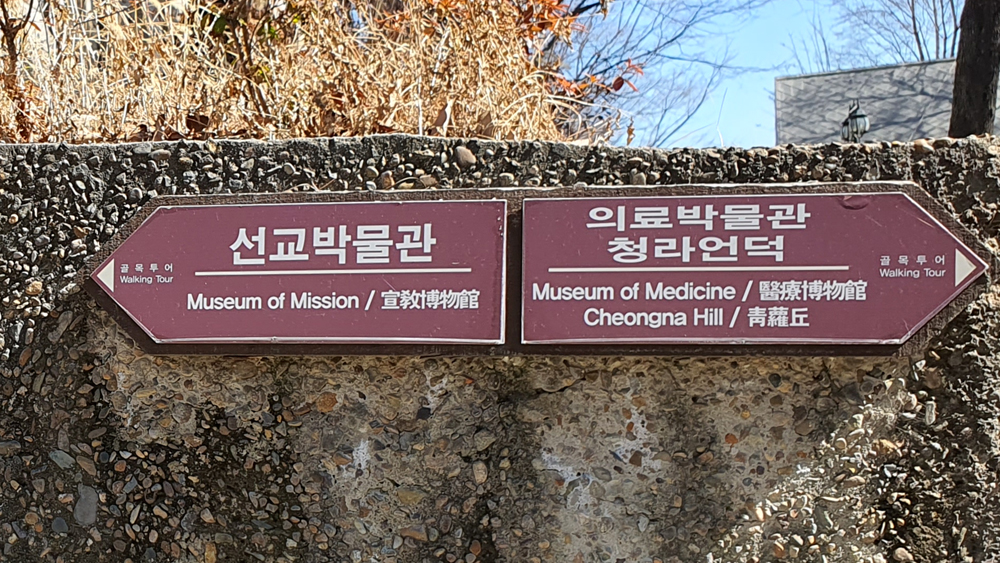 선교박물관
골목투어
Walking Tour
Museum of Mission / 宣敎博物館
의료박물관
청라언덕
골목투어
Walking Tour
Museum of Medicine / 醫療博物館
Cheongna Hill / 靑蘿丘